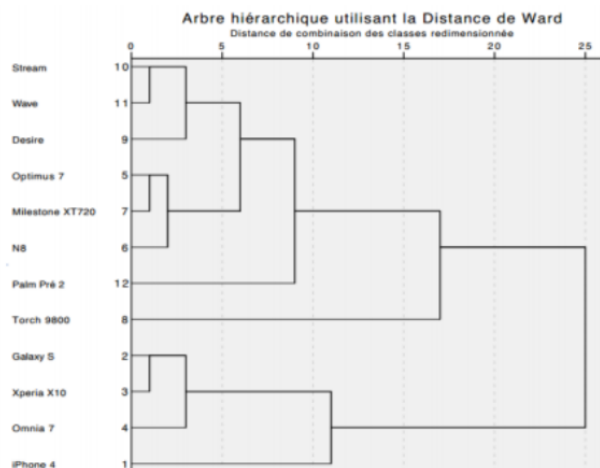 Arbre hiérarchique utilisant la Distance de Ward
Distance de combinaison des classes redimensionnée
0 5 10 15 20 25
Stream 10
Wave 11
Desire 9
Optimus 7 5
Milestone XT720 7
N8 6
Palm Pré 2 12
Torch 9800 8
Galaxy S 2
Xperia X10 3
Omnia 7 4
iPhone 4 1